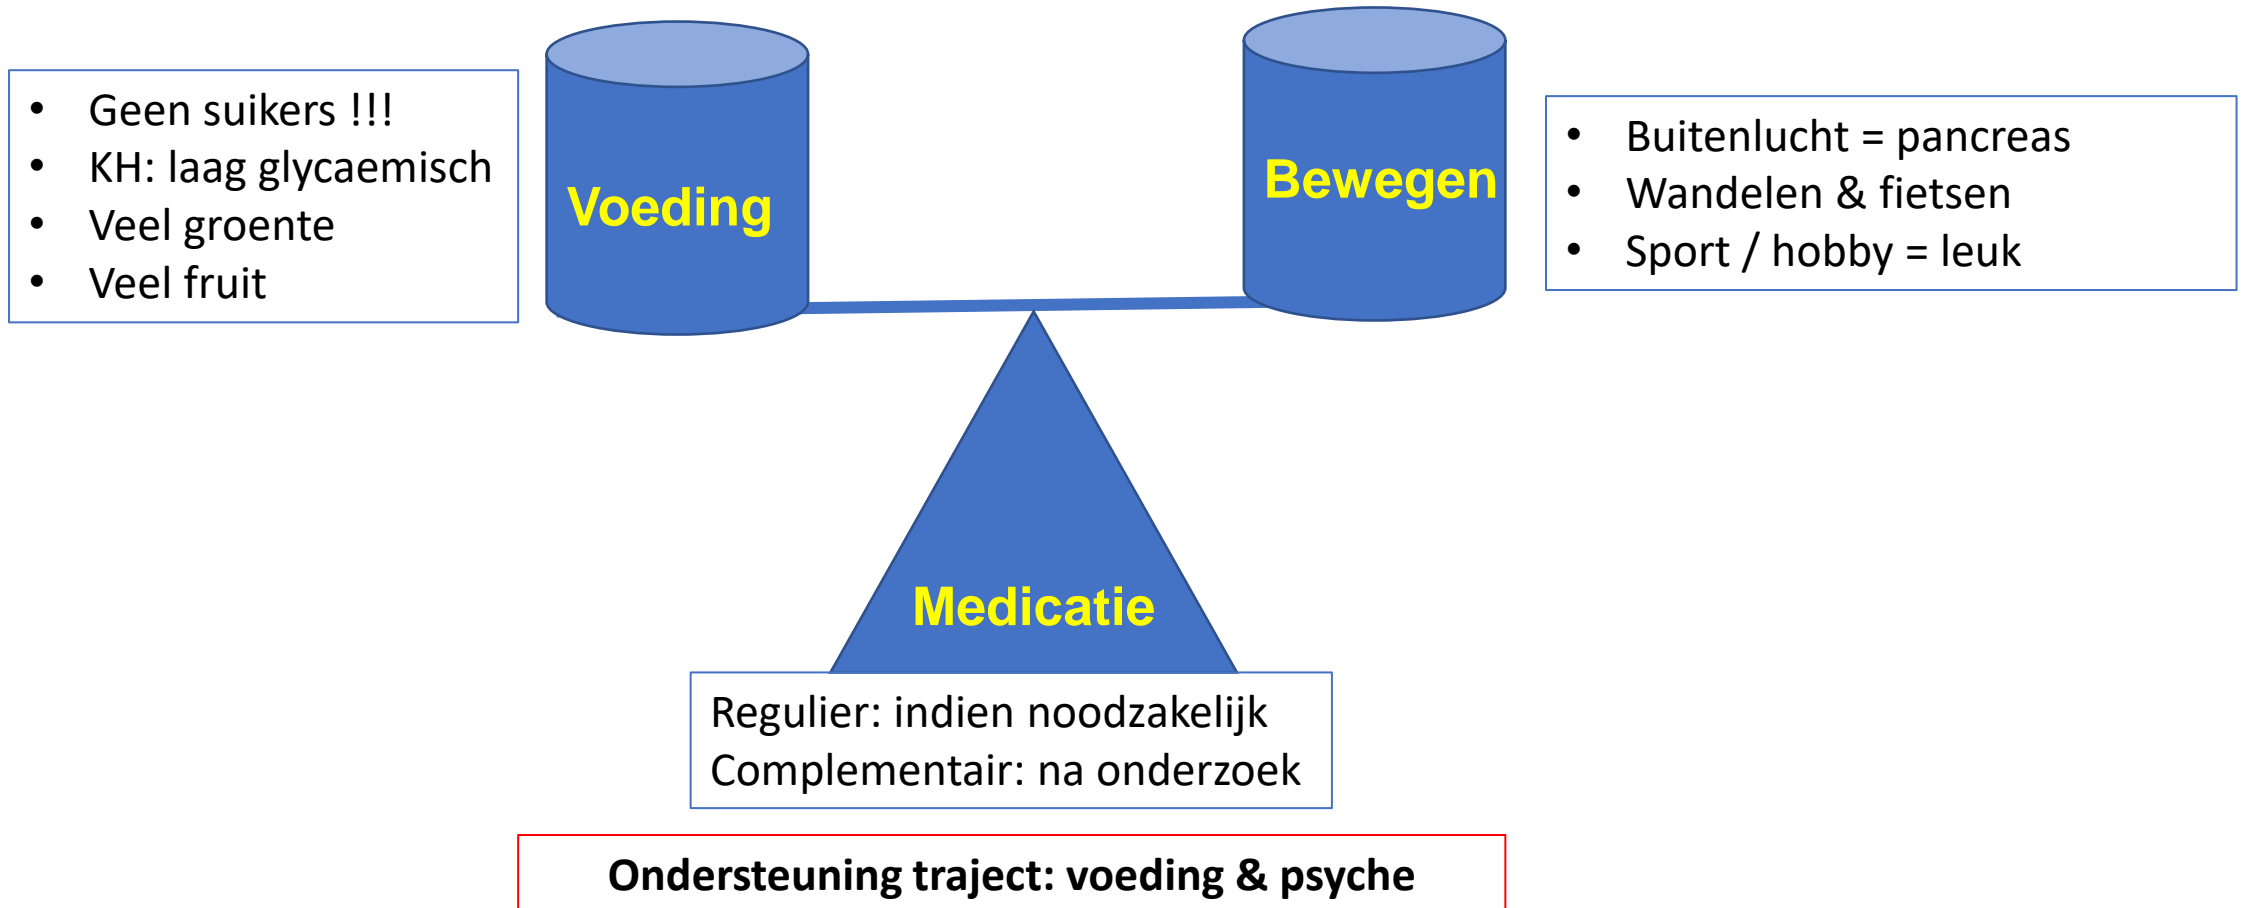 Voeding
• Geen suikers !!!
• KH: laag glycaemisch
• Veel groente
• Veel fruit
Bewegen
• Buitenlucht = pancreas
• Wandelen & fietsen
• Sport / hobby = leuk
Medicatie
Regulier: indien noodzakelijk
Complementair: na onderzoek
Ondersteuning traject: voeding & psyche